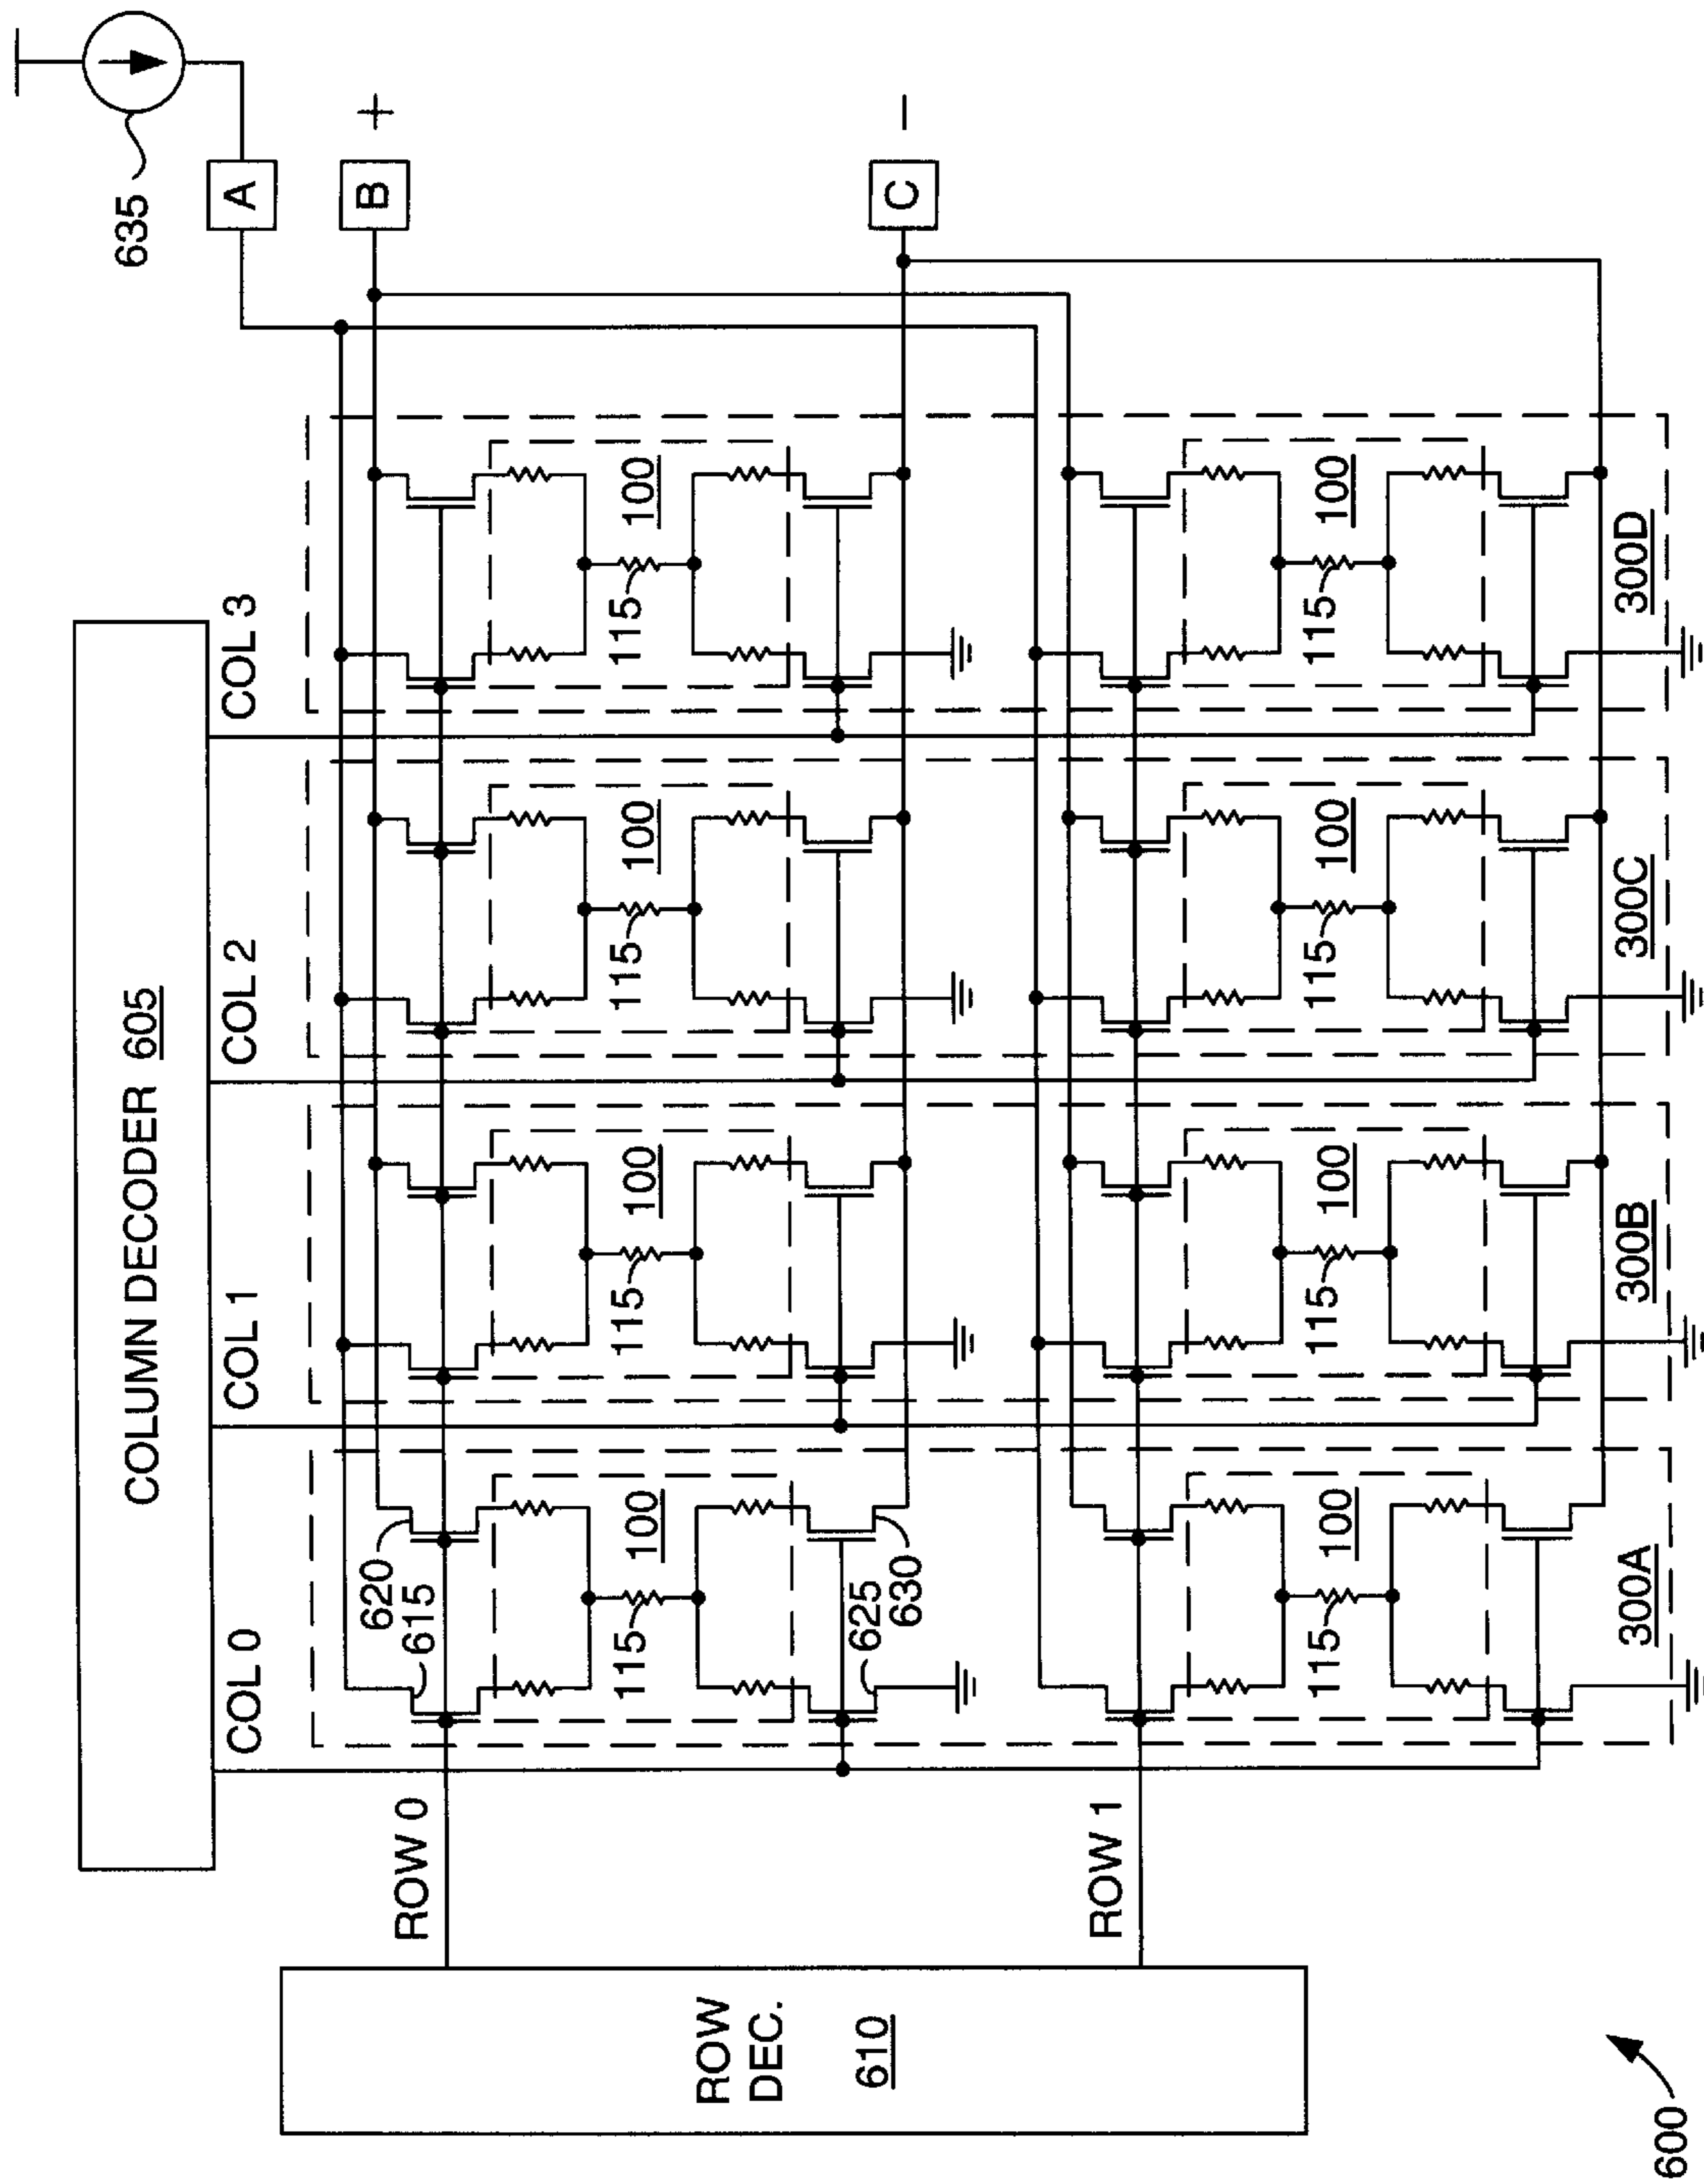 COLUMN DECODER 605
635
A
B +
C −
COL 0
COL 1
COL 2
COL 3
ROW 0
620
615
100
100
100
100
115
115
115
115
625
630
ROW 1
100
100
100
100
115
115
115
115
300A
300B
300C
300D
ROW
DEC.
610
600